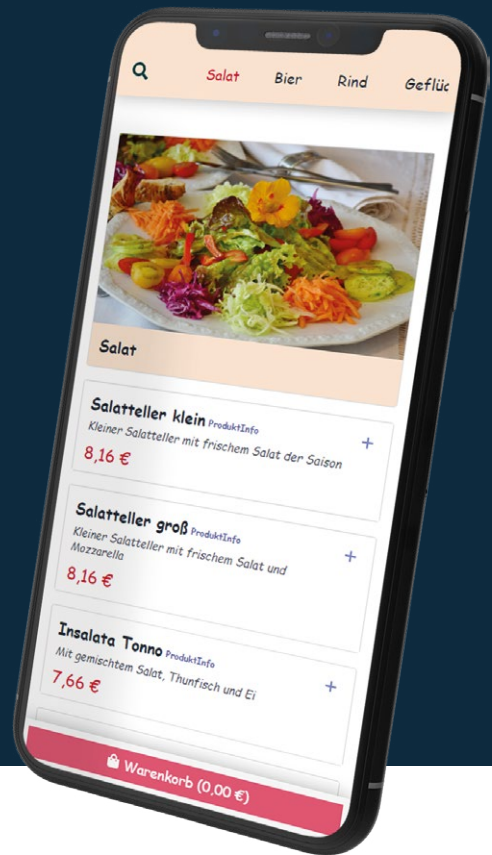 Salat Bier Rind Geflüc
Salat
Salatteller klein ProduktInfo
Kleiner Salatteller mit frischem Salat der Saison
8,16 €
+
Salatteller groß ProduktInfo
Kleiner Salatteller mit frischem Salat und
Mozzarella
8,16 €
+
Insalata Tonno ProduktInfo
Mit gemischtem Salat, Thunfisch und Ei
7,66 €
+
Warenkorb (0,00 €)